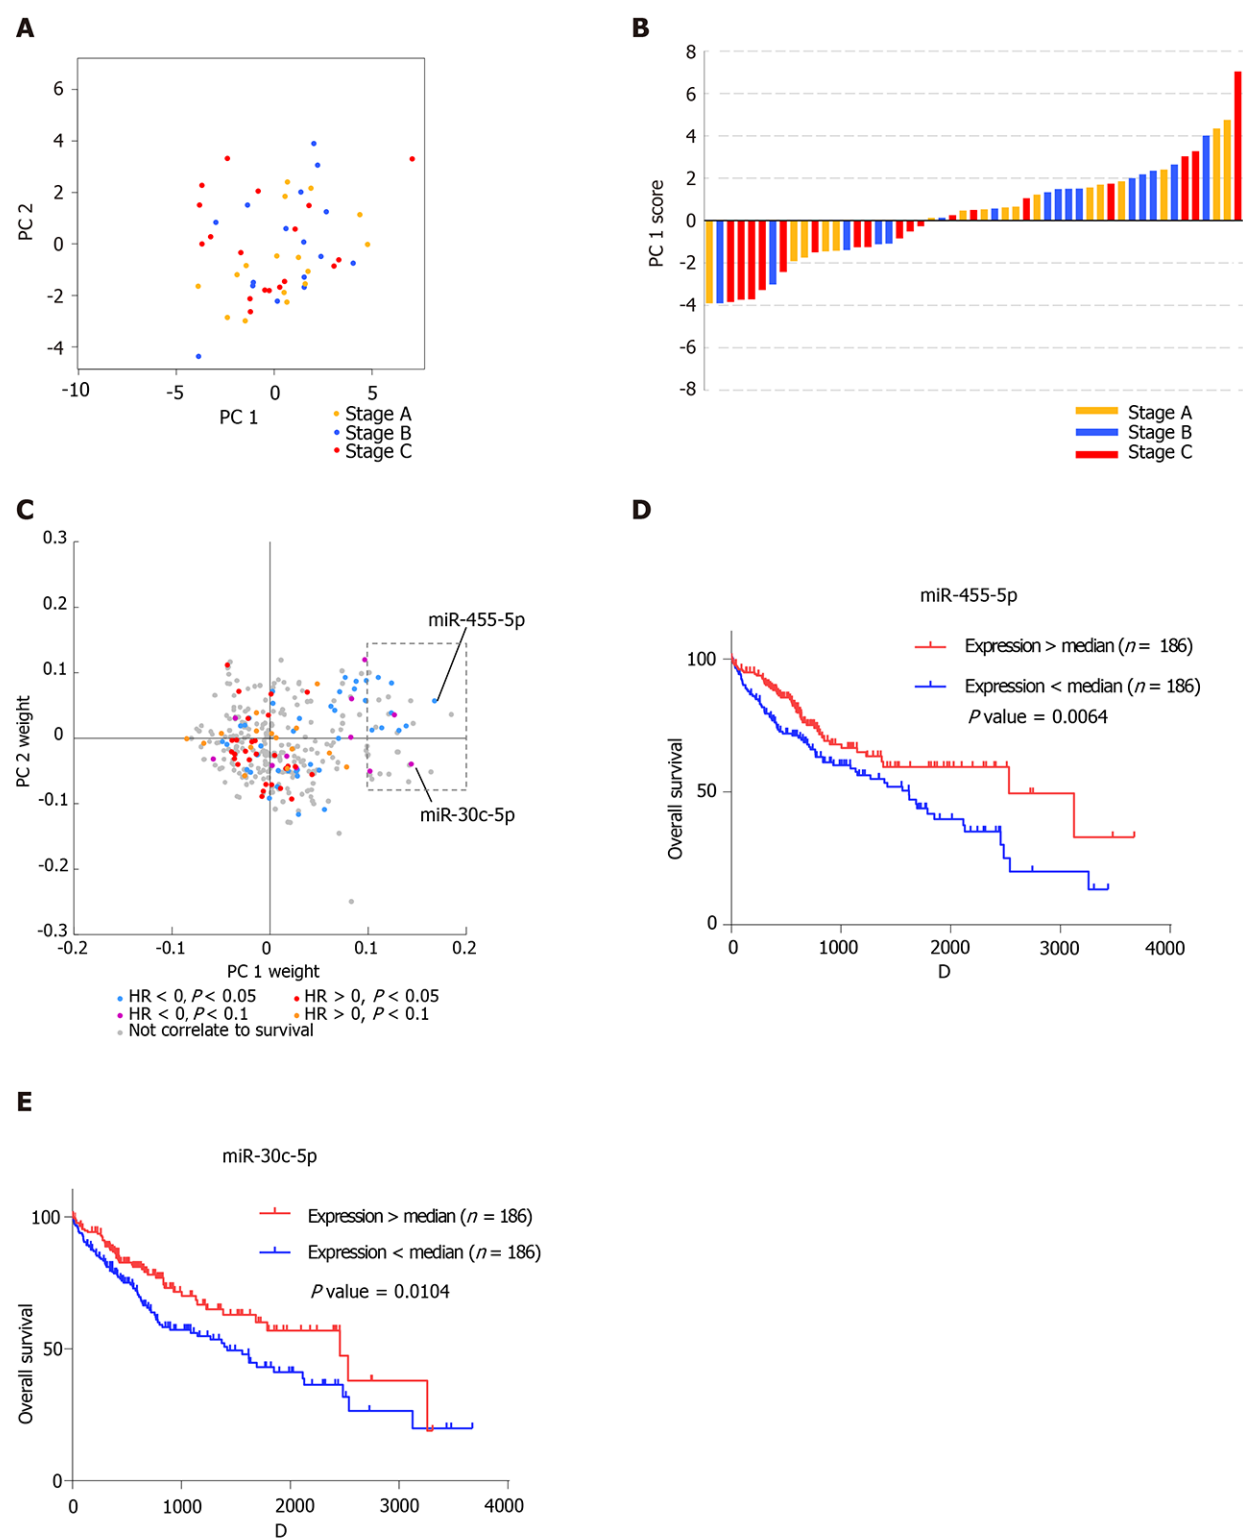 A
6
4
2
0
-2
-4
PC 2
-10
-5
0
5
PC 1
Stage A
Stage B
Stage C
B
8
6
4
2
0
-2
-4
-6
-8
PC 1 score
Stage A
Stage B
Stage C
C
0.3
0.2
0.1
0
-0.1
-0.2
-0.3
PC 2 weight
miR-455-5p
miR-30c-5p
-0.2
-0.1
0
0.1
0.2
PC 1 weight
HR < 0, P < 0.05
HR > 0, P < 0.05
HR < 0, P < 0.1
HR > 0, P < 0.1
Not correlate to survival
D
miR-455-5p
Expression > median (n = 186)
Expression < median (n = 186)
P value = 0.0064
100
50
0
Overall survival
0
1000
2000
3000
4000
D
E
miR-30c-5p
Expression > median (n = 186)
Expression < median (n = 186)
P value = 0.0104
100
50
0
Overall survival
0
1000
2000
3000
4000
D